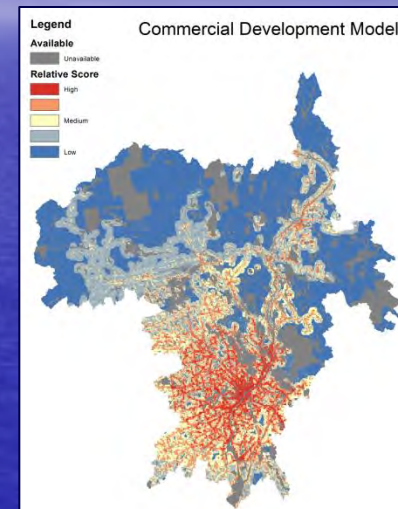 Commercial Development Model
Legend
Available
Unavailable
Relative Score
High
Medium
Low